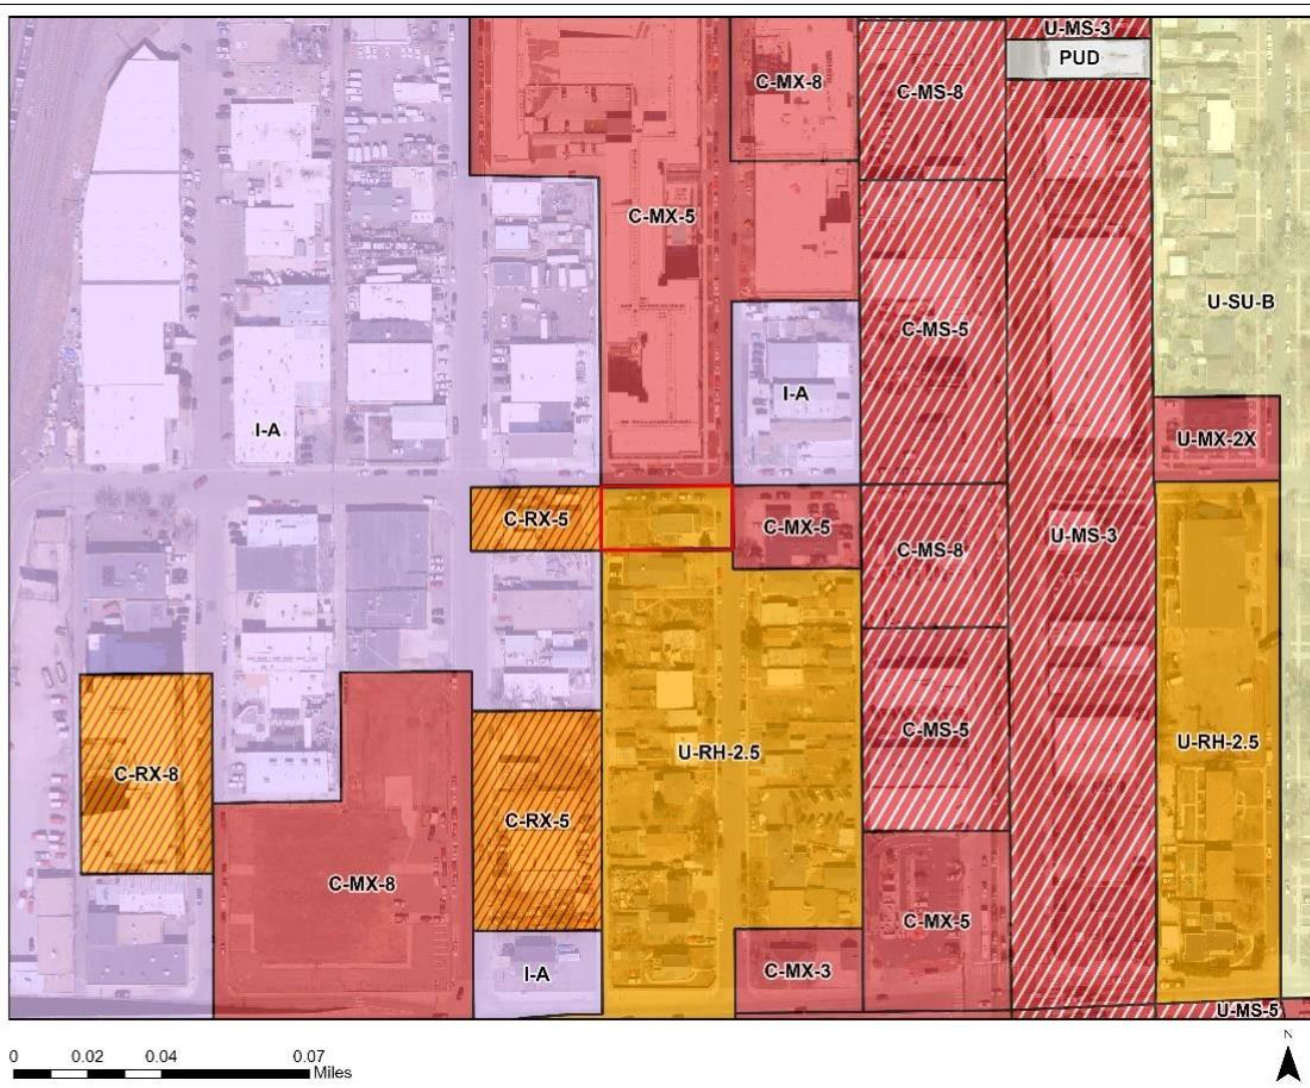 U-MS-3
PUD
C-MX-8
C-MS-8
C-MX-5
U-SU-B
C-MS-5
I-A
I-A
U-MX-2X
C-RX-5
C-MX-5
C-MS-8
U-MS-3
C-MS-5
U-RH-2.5
U-RH-2.5
C-RX-8
C-RX-5
C-MX-8
C-MX-5
C-MX-3
I-A
U-MS-5
N
0 0.02 0.04 0.07
Miles